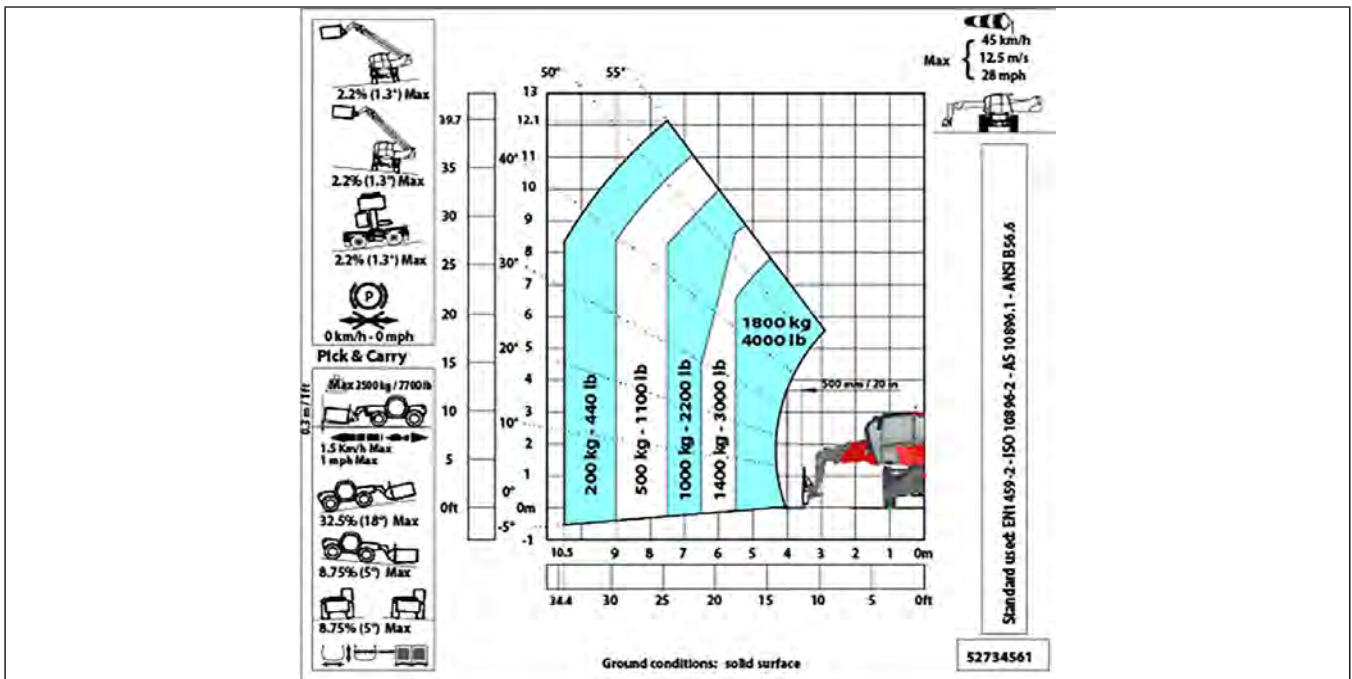 2.2% (1.3°) Max
2.2% (1.3°) Max
2.2% (1.3°) Max
P
0 km/h - 0 mph
Pick & Carry
0,3 m / 1ft
Max 2500 kg / 7700 lb
1.5 Km/h Max
1 mph Max
32.5% (18°) Max
8.75% (5°) Max
8.75% (5°) Max
39.7
35
30
25
20
15
10
5
0ft
50°
55°
40°
30°
20°
10°
0°
-5°
13
12.1
11
10
9
8
7
6
5
4
3
2
1
0m
-1
200 kg - 440 lb
500 kg - 1100 lb
1000 kg - 2200 lb
1400 kg - 3000 lb
1800 kg
4000 lb
500 mm / 20 in
10.5 9 8 7 6 5 4 3 2 1 0m
34.4 30 25 20 15 10 5 0ft
Ground conditions: solid surface
Max { 45 km/h
12.5 m/s
28 mph
Standard used: EN1 459-2 - ISO 10896-2 - AS 10 896.1 - ANSI B56.6
52734561